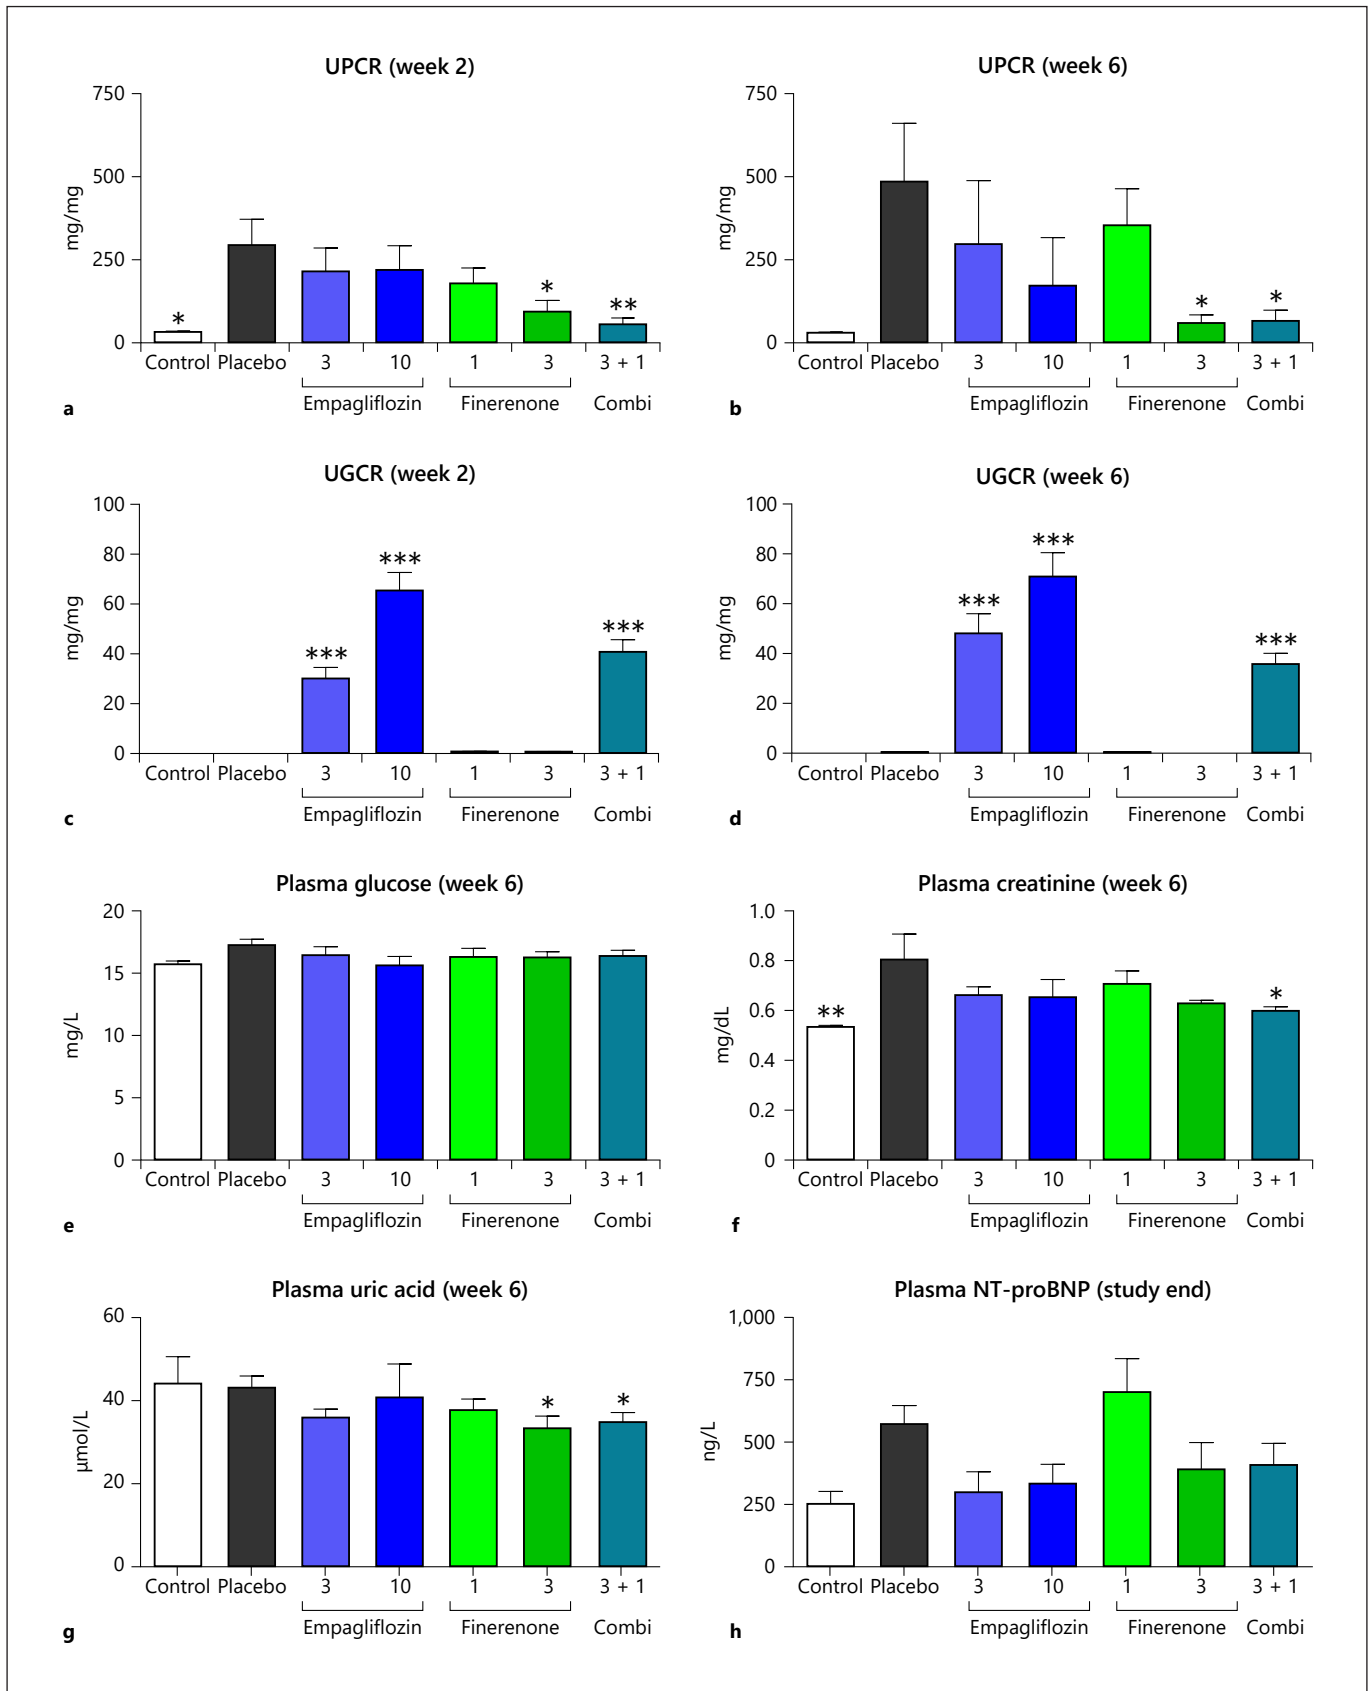 UPCR (week 2)
750
500
250
0
mg/mg
*
*
**
Control Placebo 3 10 1 3 3 + 1
Empagliflozin Finerenone Combi
a
UPCR (week 6)
750
500
250
0
mg/mg
*
*
Control Placebo 3 10 1 3 3 + 1
Empagliflozin Finerenone Combi
b
UGCR (week 2)
100
80
60
40
20
0
mg/mg
***
***
***
Control Placebo 3 10 1 3 3 + 1
Empagliflozin Finerenone Combi
c
UGCR (week 6)
100
80
60
40
20
0
mg/mg
***
***
***
Control Placebo 3 10 1 3 3 + 1
Empagliflozin Finerenone Combi
d
Plasma glucose (week 6)
20
15
10
5
0
mg/L
Control Placebo 3 10 1 3 3 + 1
Empagliflozin Finerenone Combi
e
Plasma creatinine (week 6)
1.0
0.8
0.6
0.4
0.2
0
mg/dL
**
*
Control Placebo 3 10 1 3 3 + 1
Empagliflozin Finerenone Combi
f
Plasma uric acid (week 6)
60
40
20
0
µmol/L
*
*
Control Placebo 3 10 1 3 3 + 1
Empagliflozin Finerenone Combi
g
Plasma NT-proBNP (study end)
1,000
750
500
250
0
ng/L
Control Placebo 3 10 1 3 3 + 1
Empagliflozin Finerenone Combi
h